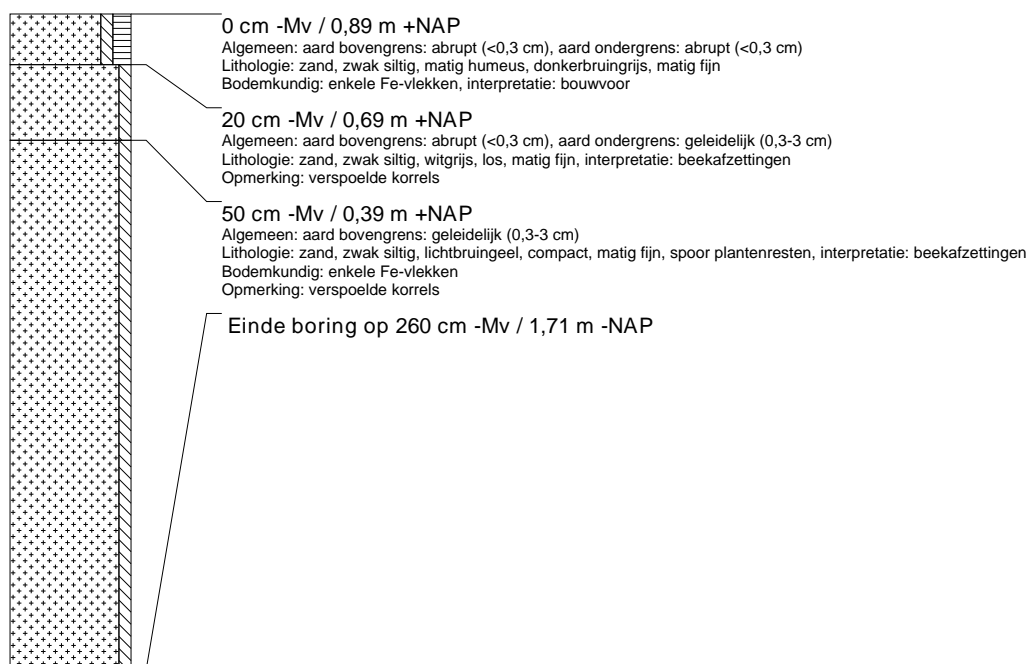 0 cm -Mv / 0,89 m +NAP
Algemeen: aard bovengrens: abrupt (<0,3 cm), aard ondergrens: abrupt (<0,3 cm)
Lithologie: zand, zwak siltig, matig humeus, donkerbruingrijs, matig fijn
Bodemkundig: enkele Fe-vlekken, interpretatie: bouwvoor
20 cm -Mv / 0,69 m +NAP
Algemeen: aard bovengrens: abrupt (<0,3 cm), aard ondergrens: geleidelijk (0,3-3 cm)
Lithologie: zand, zwak siltig, witgrijs, los, matig fijn, interpretatie: beekafzettingen
Opmerking: verspoelde korrels
50 cm -Mv / 0,39 m +NAP
Algemeen: aard bovengrens: geleidelijk (0,3-3 cm)
Lithologie: zand, zwak siltig, lichtbruingeel, compact, matig fijn, spoor plantenresten, interpretatie: beekafzettingen
Bodemkundig: enkele Fe-vlekken
Opmerking: verspoelde korrels
Einde boring op 260 cm -Mv / 1,71 m -NAP